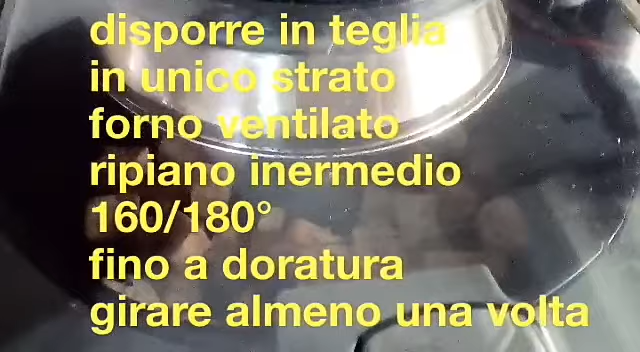 disporre in teglia
in unico strato
forno ventilato
ripiano inermedio
160/180°
fino a doratura
girare almeno una volta